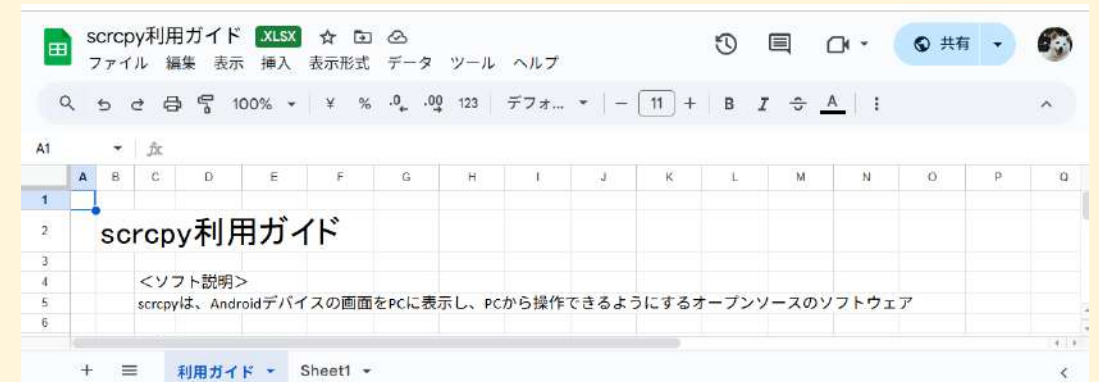 scrcpy利用ガイド .XLSX
ファイル 編集 表示 挿入 表示形式 データ ツール ヘルプ
共有
100% ¥ % .0 .00 123 デフォ... − 11 + B I A
A1 fx
A B C D E F G H I J K L M N O P Q
1
2 scrcpy利用ガイド
3
4 <ソフト説明>
5 scrcpyは、Androidデバイスの画面をPCに表示し、PCから操作できるようにするオープンソースのソフトウェア
6
+ 利用ガイド Sheet1